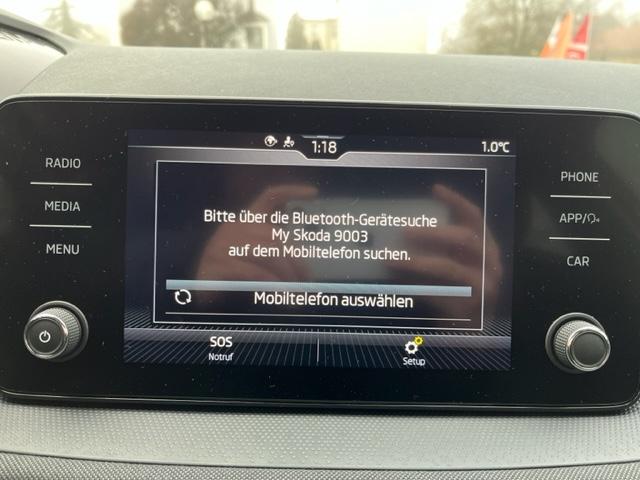 RADIO
MEDIA
MENU
1:18
1.0°C
Bitte über die Bluetooth-Gerätesuche
My Skoda 9003
auf dem Mobiltelefon suchen.
Mobiltelefon auswählen
SOS
Notruf
Setup
PHONE
APP/
CAR